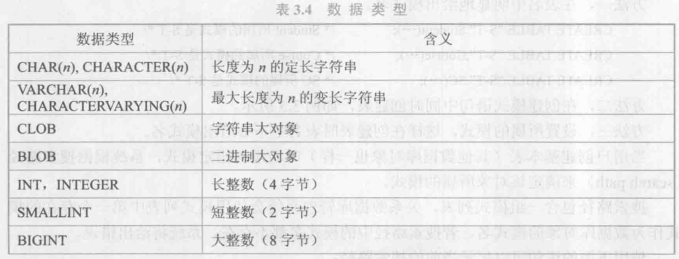 表 3.4 数 据 类 型
数据类型 含义
CHAR(n), CHARACTER(n) 长度为 n 的定长字符串
VARCHAR(n),
CHARACTERVARYING(n) 最大长度为 n 的变长字符串
CLOB 字符串大对象
BLOB 二进制大对象
INT，INTEGER 长整数（4 字节）
SMALLINT 短整数（2 字节）
BIGINT 大整数（8 字节）